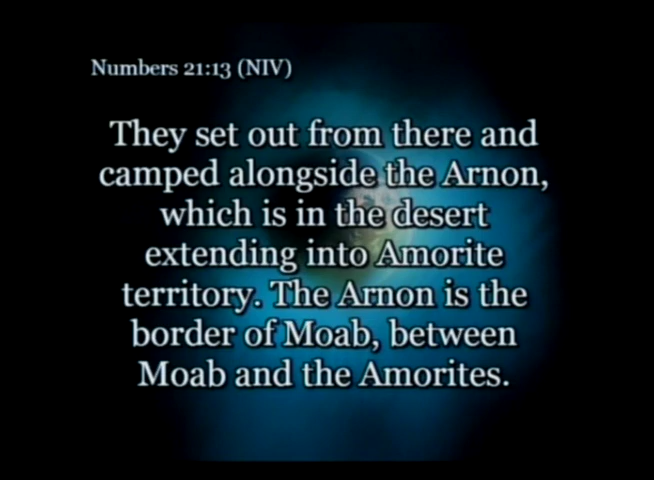 Numbers 21:13 (NIV)
They set out from there and
camped alongside the Arnon,
which is in the desert
extending into Amorite
territory. The Arnon is the
border of Moab, between
Moab and the Amorites.